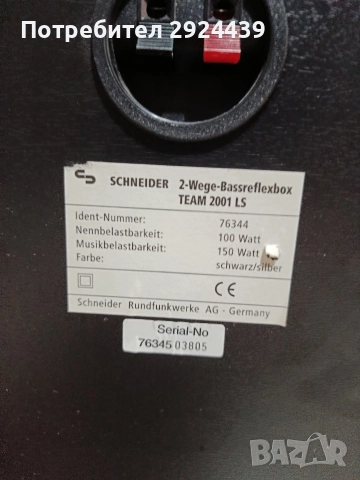 Потребител 2924439
SCHNEIDER 2-Wege-Bassreflexbox
TEAM 2001 LS
Ident-Nummer: 76344
Nennbelastbarkeit: 100 Watt
Musikbelastbarkeit: 150 Watt
Farbe: schwarz/silber
CE
Schneider Rundfunkwerke AG - Germany
Serial-No
76345 03805
BAZAR